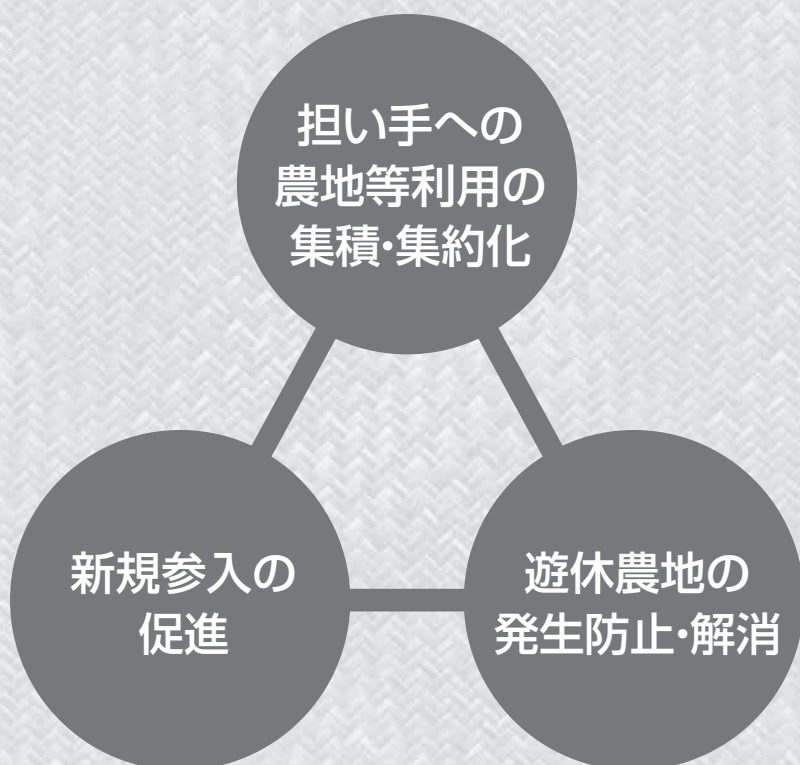 担い手への
農地等利用の
集積・集約化
新規参入の
促進
遊休農地の
発生防止・解消